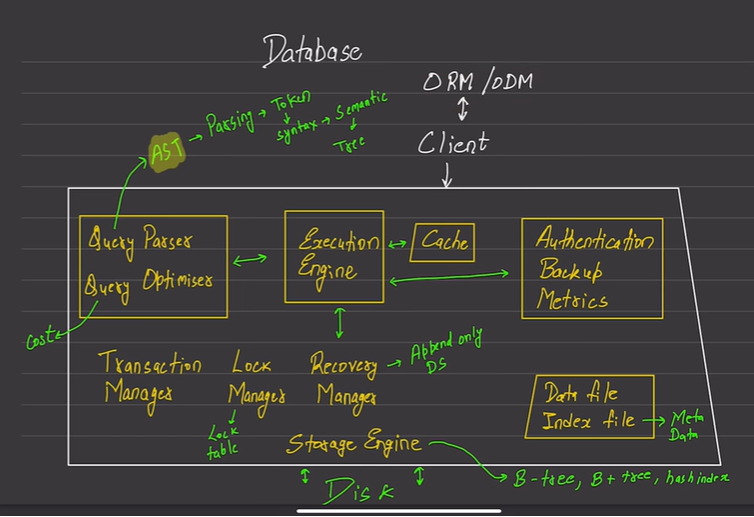 Database
ORM/ODM
Client
AST → Parsing → Token
Syntax → Semantic
Tree
Query Parser
Query Optimiser
cost
Execution
Engine
Cache
Authentication
Backup
Metrics
Transaction
Manager
Lock
Manager
Lock
table
Recovery
Manager
Append only
DS
Storage Engine
Data file
Index file → Meta
Data
B-tree, B+ tree, hash index
Disk